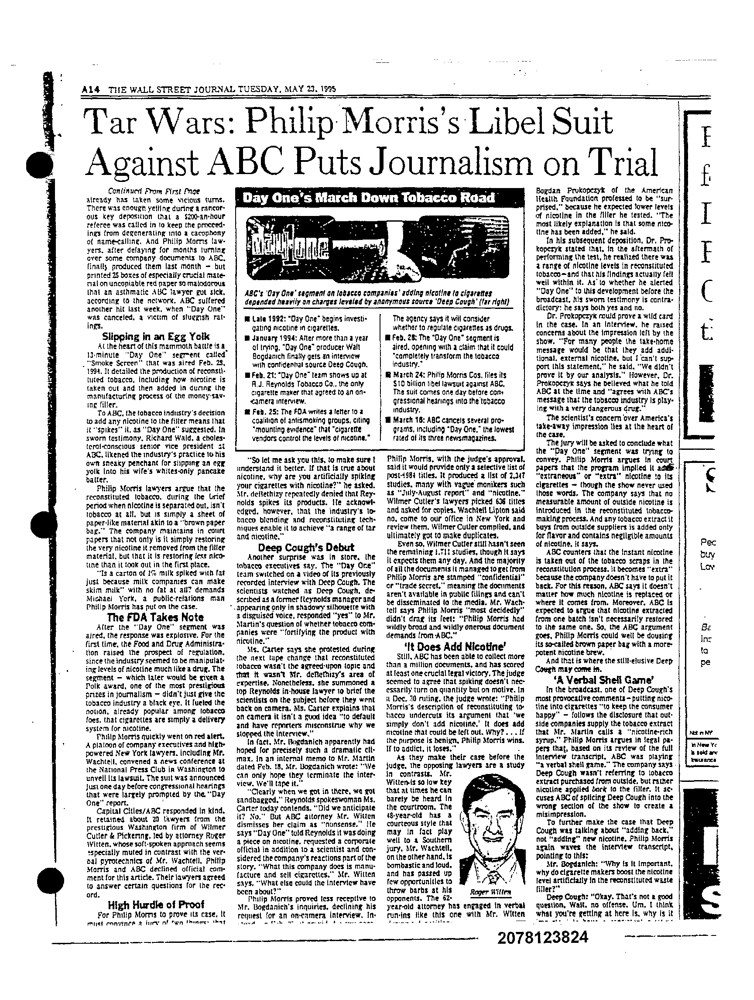 A14 THE WALL STREET JOURNAL TUESDAY, MAY 23, 1995
Tar Wars: Philip Morris's Libel Suit
Against ABC Puts Journalism on Trial
Continued From First Page
already has taken some vicious turns.
There was enough yelling during a rancor-
ous key deposition that a $200-an-hour
referee was called in to keep the proceed-
ings from degenerating into a cacophony
of name-calling. And Philip Morris law-
yers, after delaying for months turning
over some company documents to ABC,
finally produced them last month — but
printed 25 boxes of especially crucial mate-
rial on uncopiable red paper so malodorous
that an asthmatic ABC lawyer got sick,
according to the network. ABC suffered
another hit last week, when "Day One"
was canceled, a victim of sluggish rat-
ings.
Slipping in an Egg Yolk
At the heart of this mammoth battle is a
13-minute "Day One" segment called
"Smoke Screen" that was aired Feb. 28,
1994. It detailed the production of reconsti-
tuted tobacco, including how nicotine is
taken out and then added in during the
manufacturing process of the money-sav-
ing filler.
To ABC, the tobacco industry's decision
to add any nicotine to the filler means that
it "spikes" it, as "Day One" suggested. In
sworn testimony, Richard Wald, a choles-
terol-conscious senior vice president at
ABC, likened the industry's practice to his
own sneaky penchant for slipping an egg
yolk into his wife's whites-only pancake
batter.
Philip Morris lawyers argue that the
reconstituted tobacco, during the brief
period when nicotine is separated out, isn't
tobacco at all, but is simply a sheet of
paper-like material akin to a "brown paper
bag." The company maintains in court
papers that not only is it simply restoring
the very nicotine it removed from the filler
material, but that it is restoring less nico-
tine than it took out in the first place.
"Is a carton of 1% milk spiked with fat
just because milk companies can make
skim milk" with no fat at all? demands
Michael York, a public-relations man
Philip Morris has put on the case.
The FDA Takes Note
After the "Day One" segment was
aired, the response was explosive. For the
first time, the Food and Drug Administra-
tion raised the prospect of regulation,
since the industry seemed to be manipulat-
ing levels of nicotine much like a drug. The
segment — which later would be given a
Polk award, one of the most prestigious
prizes in journalism — didn't just give the
tobacco industry a black eye. It fueled the
notion, already popular among tobacco
foes, that cigarettes are simply a delivery
system for nicotine.
Philip Morris quickly went on red alert.
A platoon of company executives and high-
powered New York lawyers, including Mr.
Wachtell, convened a news conference at
the National Press Club in Washington to
unveil its lawsuit. The suit was announced
just one day before congressional hearings
that were largely prompted by the "Day
One" report.
Capital Cities/ABC responded in kind.
It retained about 20 lawyers from the
prestigious Washington firm of Wilmer
Cutler & Pickering, led by attorney Roger
Witten, whose soft-spoken approach seems
especially muted in contrast with the ver-
bal pyrotechnics of Mr. Wachtell. Philip
Morris and ABC declined official com-
ment for this article. Their lawyers agreed
to answer certain questions for the rec-
ord.
High Hurdle of Proof
For Philip Morris to prove its case, it
must convince a jury of two things: that
Day One's March Down Tobacco Road
ABC's 'Day One' segment on tobacco companies' adding nicotine to cigarettes
depended heavily on charges leveled by anonymous source 'Deep Cough' (far right)
■ Late 1992: "Day One" begins investi-
gating nicotine in cigarettes.
■ January 1994: After more than a year
of trying, "Day One" producer Walt
Bogdanich finally gets an interview
with confidential source Deep Cough.
■ Feb. 21: "Day One" team shows up at
R.J. Reynolds Tobacco Co., the only
cigarette maker that agreed to an on-
camera interview.
■ Feb. 25: The FDA writes a letter to a
coalition of antismoking groups, citing
"mounting evidence" that "cigarette
vendors control the levels of nicotine."
The agency says it will consider
whether to regulate cigarettes as drugs.
■ Feb. 28: The "Day One" segment is
aired, opening with a claim that it could
"completely transform the tobacco
industry."
■ March 24: Philip Morris Cos. files its
$10 billion libel lawsuit against ABC.
The suit comes one day before con-
gressional hearings into the tobacco
industry.
■ March 16: ABC cancels several pro-
grams, including "Day One," the lowest
rated of its three newsmagazines.
"So let me ask you this, to make sure I
understand it better. If that is true about
nicotine, why are you artificially spiking
your cigarettes with nicotine?" he asked.
Mr. deBethizy repeatedly denied that Rey-
nolds spikes its products. He acknowl-
edged, however, that the industry's to-
bacco blending and reconstituting tech-
niques enable it to achieve "a range of tar
and nicotine."
Deep Cough's Debut
Another surprise was in store, the
tobacco executives say. The "Day One"
team switched on a video of its previously
recorded interview with Deep Cough. The
scientists watched as Deep Cough, de-
scribed as a former Reynolds manager and
appearing only in shadowy silhouette with
a disguised voice, responded "yes" to Mr.
Martin's question of whether tobacco com-
panies were "fortifying the product with
nicotine."
Ms. Carter says she protested during
the next tape change that reconstituted
tobacco wasn't the agreed-upon topic and
that it wasn't Mr. deBethizy's area of
expertise. Nonetheless, she summoned a
top Reynolds in-house lawyer to brief the
scientists on the subject before they went
back on camera. Ms. Carter explains that
on camera it isn't a good idea "to default
and have reporters misconstrue why we
stopped the interview."
In fact, Mr. Bogdanich apparently had
hoped for precisely such a dramatic cli-
max. In an internal memo to Mr. Martin
dated Feb. 18, Mr. Bogdanich wrote: "We
can only hope they terminate the inter-
view. We'll tape it."
"Clearly when we got in there, we got
sandbagged," Reynolds spokeswoman Ms.
Carter today contends. "Did we anticipate
it? No." But ABC attorney Mr. Witten
dismisses her claim as "nonsense." He
says "Day One" told Reynolds it was doing
a piece on nicotine, requested a corporate
official in addition to a scientist and con-
sidered the company's reactions part of the
story. "What this company does is manu-
facture and sell cigarettes," Mr. Witten
says. "What else could the interview have
been about?"
Philip Morris proved less receptive to
Mr. Bogdanich's inquiries, declining his
request for an on-camera interview. In-
Philip Morris, with the judge's approval,
said it would provide only a selective list of
post-1984 titles. It produced a list of 2,347
studies, many with vague monikers such
as "July-August report" and "nicotine."
Wilmer Cutler's lawyers picked 636 titles
and asked for copies. Wachtell Lipton said
no, come to our office in New York and
review them. Wilmer Cutler complied, and
ultimately got to make duplicates.
Even so, Wilmer Cutler still hasn't seen
the remaining 1,711 studies, though it says
it expects them any day. And the majority
of all the documents it managed to get from
Philip Morris are stamped "confidential"
or "trade secret," meaning the documents
aren't available in public filings and can't
be disseminated to the media. Mr. Wach-
tell says Philip Morris "most decidedly"
didn't drag its feet: "Philip Morris had
wildly broad and wildly onerous document
demands from ABC."
'It Does Add Nicotine'
Still, ABC has been able to collect more
than a million documents, and has scored
at least one crucial legal victory. The judge
seemed to agree that spiking doesn't nec-
essarily turn on quantity but on motive. In
a Dec. 30 ruling, the judge wrote: "Philip
Morris's description of reconstituting to-
bacco undercuts its argument that 'we
simply don't add nicotine.' It does add
nicotine that could be left out. Why? . . . If
the purpose is benign, Philip Morris wins.
If to addict, it loses."
As they make their case before the
judge, the opposing lawyers are a study
in contrasts. Mr.
Witten is so low key
that at times he can
barely be heard in
the courtroom. The
48-year-old has a
courteous style that
may in fact play
well to a Southern
jury. Mr. Wachtell,
on the other hand, is
bombastic and loud,
and has passed up
few opportunities to
throw barbs at his
opponents. The 62-
year-old attorney has engaged in verbal
run-ins like this one with Mr. Witten
Roger Witten
Bogdan Prokopczyk of the American
Health Foundation professed to be "sur-
prised," because he expected lower levels
of nicotine in the filler he tested. "The
most likely explanation is that some nico-
tine has been added," he said.
In his subsequent deposition, Dr. Pro-
kopczyk stated that, in the aftermath of
performing the test, he realized there was
a range of nicotine levels in reconstituted
tobacco — and that his findings actually fell
well within it. As to whether he alerted
"Day One" to this development before the
broadcast, his sworn testimony is contra-
dictory: he says both yes and no.
Dr. Prokopczyk could prove a wild card
in the case. In an interview, he raised
concerns about the impression left by the
show. "For many people the take-home
message would be that they add addi-
tional, external nicotine, but I can't sup-
port this statement," he said. "We didn't
prove it by our analysis." However, Dr.
Prokopczyk says he believed what he told
ABC at the time and "agrees with ABC's
message that the tobacco industry is play-
ing with a very dangerous drug."
The scientist's concern over America's
take-away impression lies at the heart of
the case.
The jury will be asked to conclude what
the "Day One" segment was trying to
convey. Philip Morris argues in court
papers that the program implied it adds
"extraneous" or "extra" nicotine to its
cigarettes — though the show never used
those words. The company says that no
measurable amount of outside nicotine is
introduced in the reconstituted tobacco-
making process. And any tobacco extract it
buys from outside suppliers is added only
for flavor and contains negligible amounts
of nicotine, it says.
ABC counters that the instant nicotine
is taken out of the tobacco scraps in the
reconstitution process, it becomes "extra"
because the company doesn't have to put it
back. For this reason, ABC says it doesn't
matter how much nicotine is replaced or
where it comes from. Moreover, ABC is
expected to argue that nicotine extracted
from one batch isn't necessarily restored
to the same one. So, the ABC argument
goes, Philip Morris could well be dousing
its so-called brown paper bag with a more-
potent nicotine brew.
And that is where the still-elusive Deep
Cough may come in.
'A Verbal Shell Game'
In the broadcast, one of Deep Cough's
most provocative comments — putting nico-
tine into cigarettes "to keep the consumer
happy" — follows the disclosure that out-
side companies supply the tobacco extract
that Mr. Martin calls a "nicotine-rich
syrup." Philip Morris argues in legal pa-
pers that, based on its review of the full
interview transcript, ABC was playing
"a verbal shell game." The company says
Deep Cough wasn't referring to tobacco
extract purchased from outside, but rather
nicotine applied back to the filler. It ac-
cuses ABC of splicing Deep Cough into the
wrong section of the show to create a
misimpression.
To further make the case that Deep
Cough was talking about "adding back,"
not "adding" new nicotine, Philip Morris
again waves the interview transcript,
pointing to this:
Mr. Bogdanich: "Why is it important,
why do cigarette makers boost the nicotine
level artificially in the reconstituted waste
filler?"
Deep Cough: "Okay. That's not a good
question, Walt, no offense. Um, I think
what you're getting at here is, why is it
2078123824